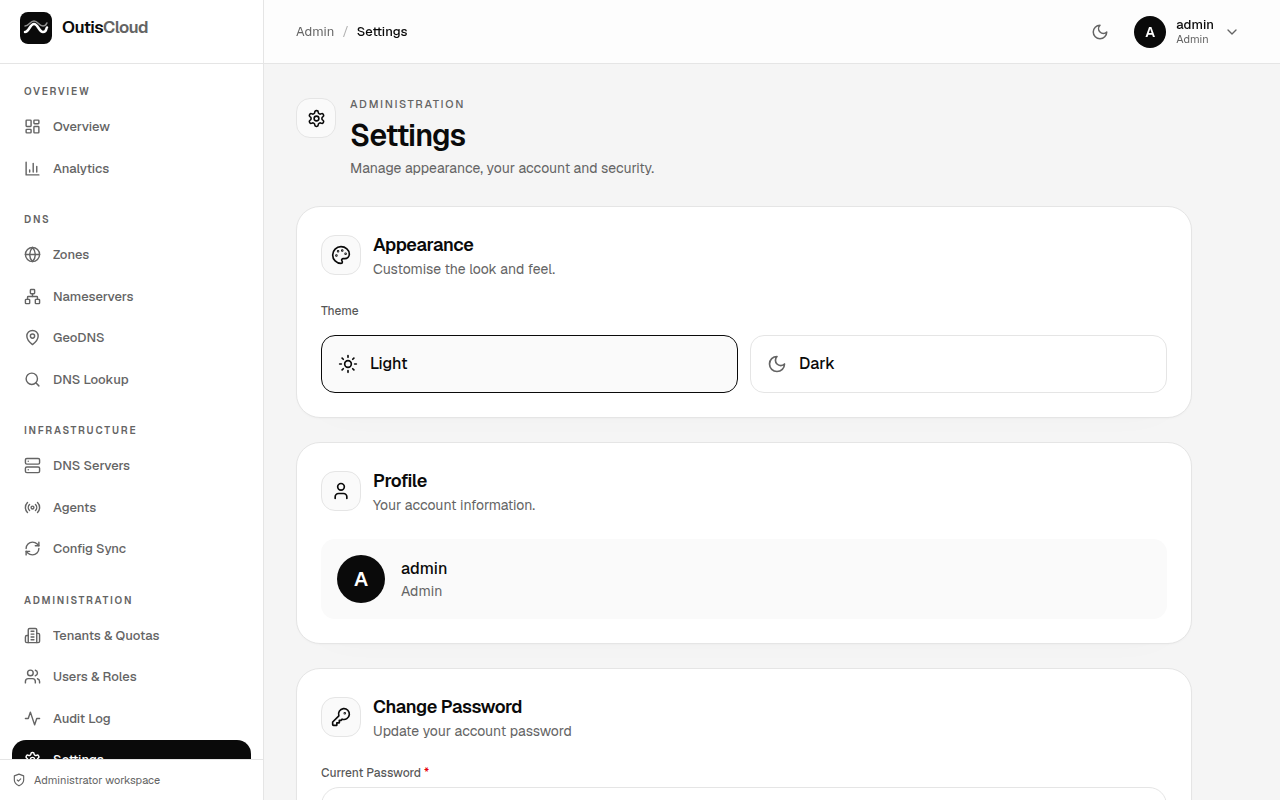 OutisCloud
Admin / Settings
A
admin
Admin
OVERVIEW
Overview
Analytics
DNS
Zones
Nameservers
GeoDNS
DNS Lookup
INFRASTRUCTURE
DNS Servers
Agents
Config Sync
ADMINISTRATION
Tenants & Quotas
Users & Roles
Audit Log
Settings
Administrator workspace
ADMINISTRATION
Settings
Manage appearance, your account and security.
Appearance
Customise the look and feel.
Theme
Light
Dark
Profile
Your account information.
A
admin
Admin
Change Password
Update your account password
Current Password *